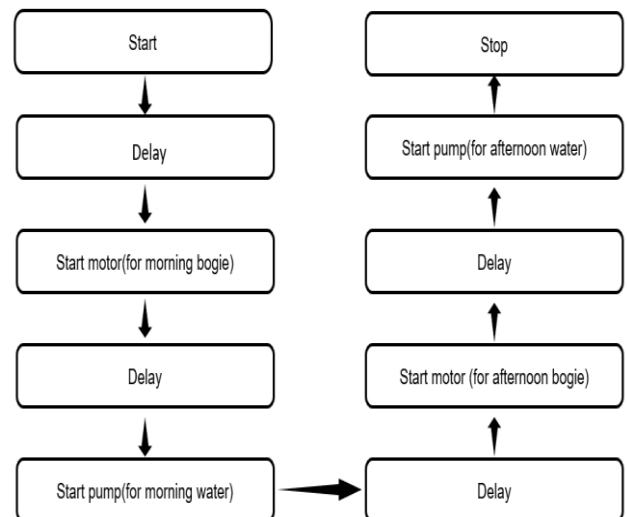 Start
Delay
Start motor(for morning bogie)
Delay
Start pump(for morning water)
Delay
Start motor (for afternoon bogie)
Delay
Start pump(for afternoon water)
Stop